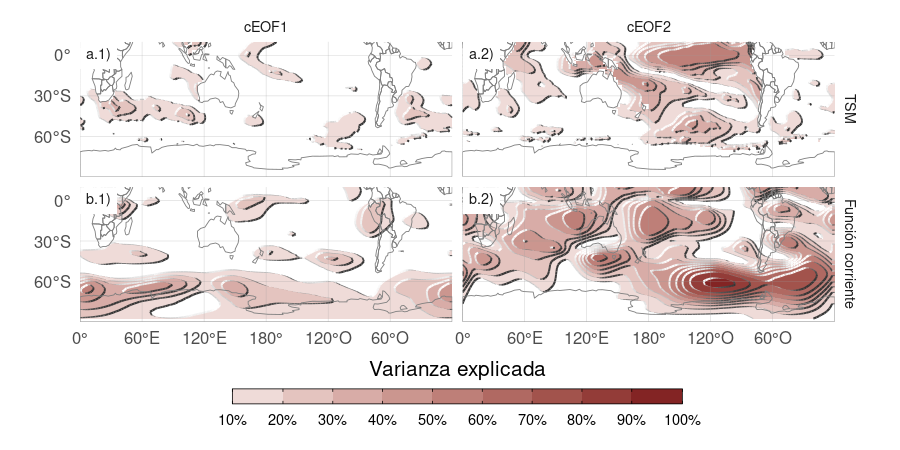 cEOF1
cEOF2
a.1)
a.2)
0°
30°S
60°S
TSM
b.1)
b.2)
0°
30°S
60°S
Función corriente
0° 60°E 120°E 180° 120°O 60°O
0° 60°E 120°E 180° 120°O 60°O
Varianza explicada
10% 20% 30% 40% 50% 60% 70% 80% 90% 100%